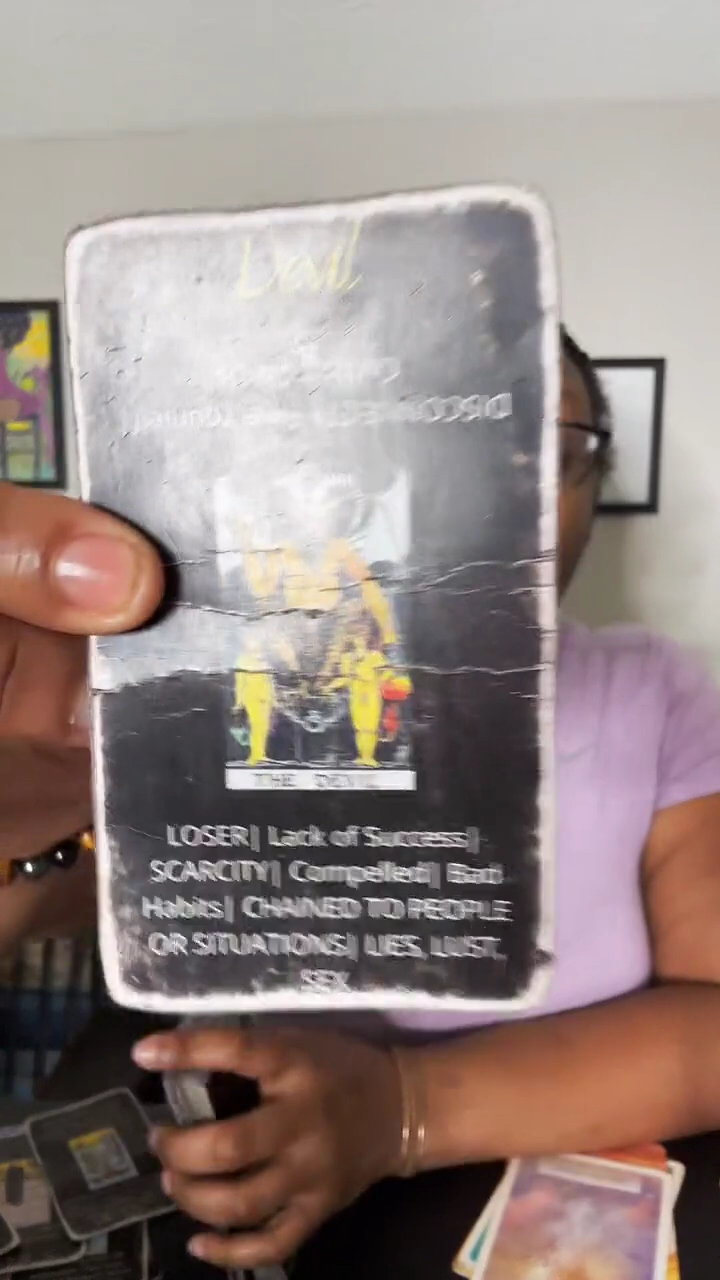 Devil
DISCONNECT
THE DEVIL
LOSER| Lack of Success|
SCARCITY| Compelled| Bad
Habits| CHAINED TO PEOPLE
OR SITUATIONS| LIES, LUST,
SEX